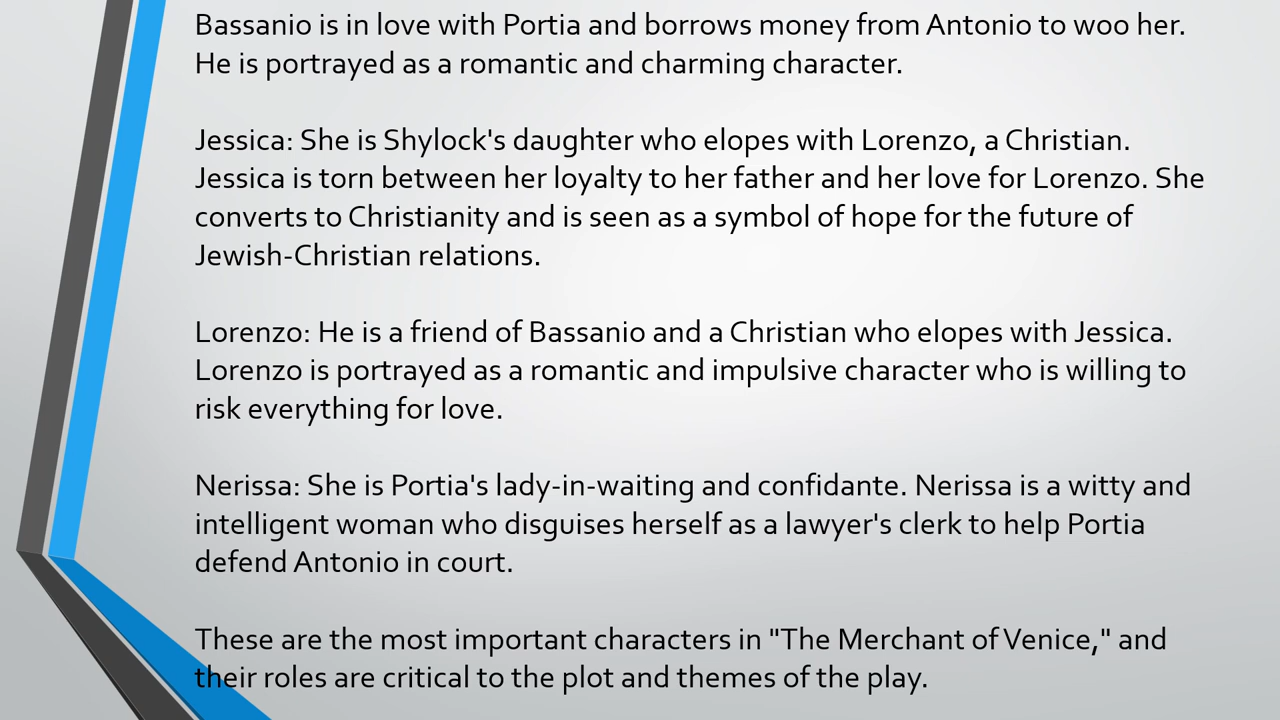 Bassanio is in love with Portia and borrows money from Antonio to woo her.
He is portrayed as a romantic and charming character.
Jessica: She is Shylock's daughter who elopes with Lorenzo, a Christian.
Jessica is torn between her loyalty to her father and her love for Lorenzo. She
converts to Christianity and is seen as a symbol of hope for the future of
Jewish-Christian relations.
Lorenzo: He is a friend of Bassanio and a Christian who elopes with Jessica.
Lorenzo is portrayed as a romantic and impulsive character who is willing to
risk everything for love.
Nerissa: She is Portia's lady-in-waiting and confidante. Nerissa is a witty and
intelligent woman who disguises herself as a lawyer's clerk to help Portia
defend Antonio in court.
These are the most important characters in "The Merchant of Venice," and
their roles are critical to the plot and themes of the play.